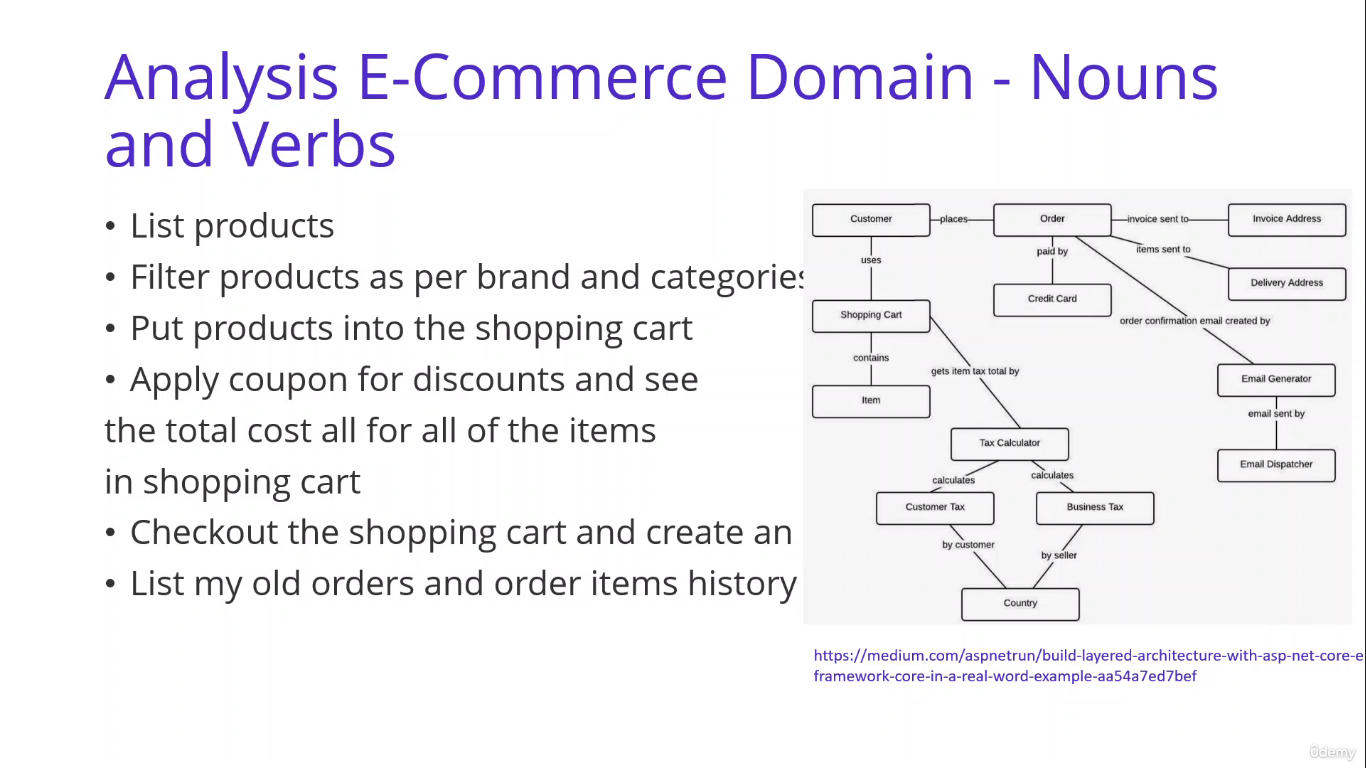 Analysis E-Commerce Domain - Nouns
and Verbs
• List products
• Filter products as per brand and categories
• Put products into the shopping cart
• Apply coupon for discounts and see
the total cost all for all of the items
in shopping cart
• Checkout the shopping cart and create an
• List my old orders and order items history
Customer
places
Order
invoice sent to
Invoice Address
uses
paid by
items sent to
Delivery Address
Credit Card
Shopping Cart
order confirmation email created by
contains
gets item tax total by
Email Generator
Item
email sent by
Tax Calculator
Email Dispatcher
calculates
calculates
Customer Tax
Business Tax
by customer
by seller
Country
https://medium.com/aspnetrun/build-layered-architecture-with-asp-net-core-e
framework-core-in-a-real-word-example-aa54a7ed7bef
ûdemy